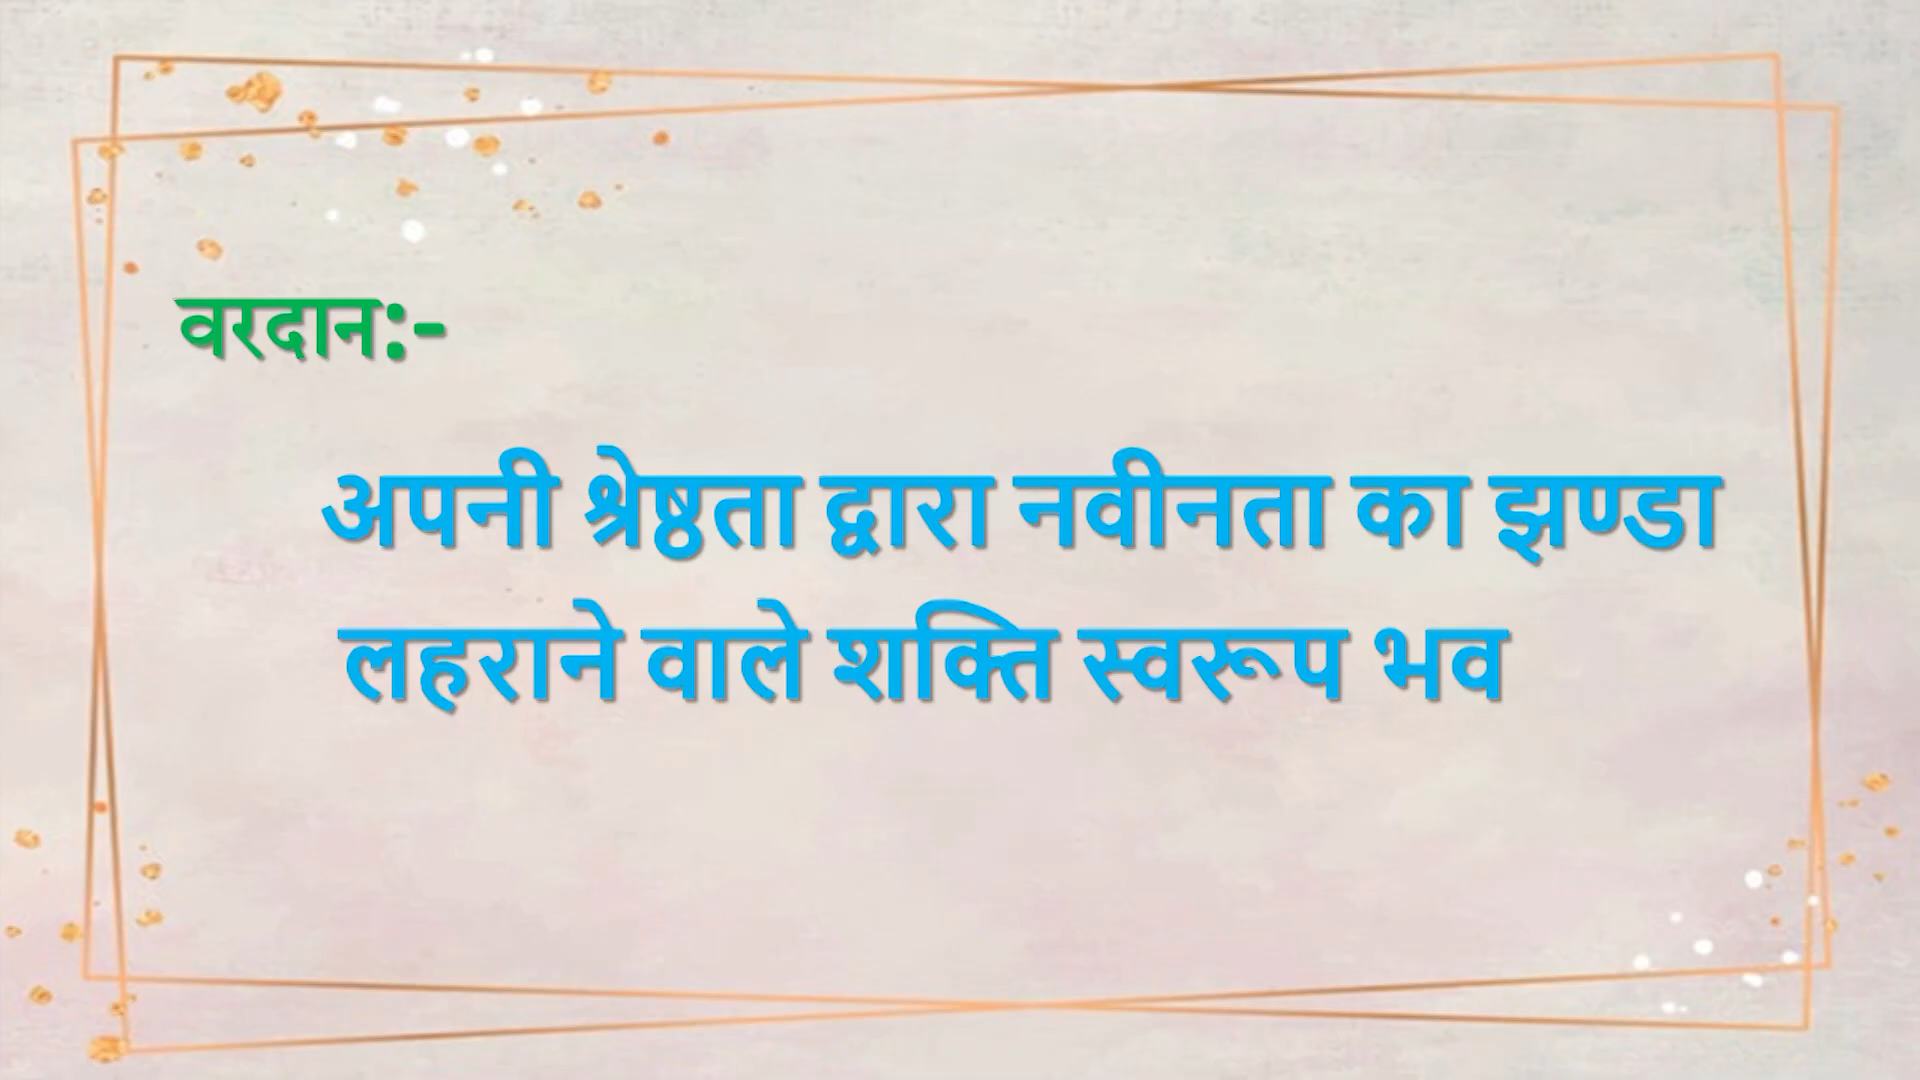 वरदान:-
अपनी श्रेष्ठता द्वारा नवीनता का झण्डा
लहराने वाले शक्ति स्वरूप भव